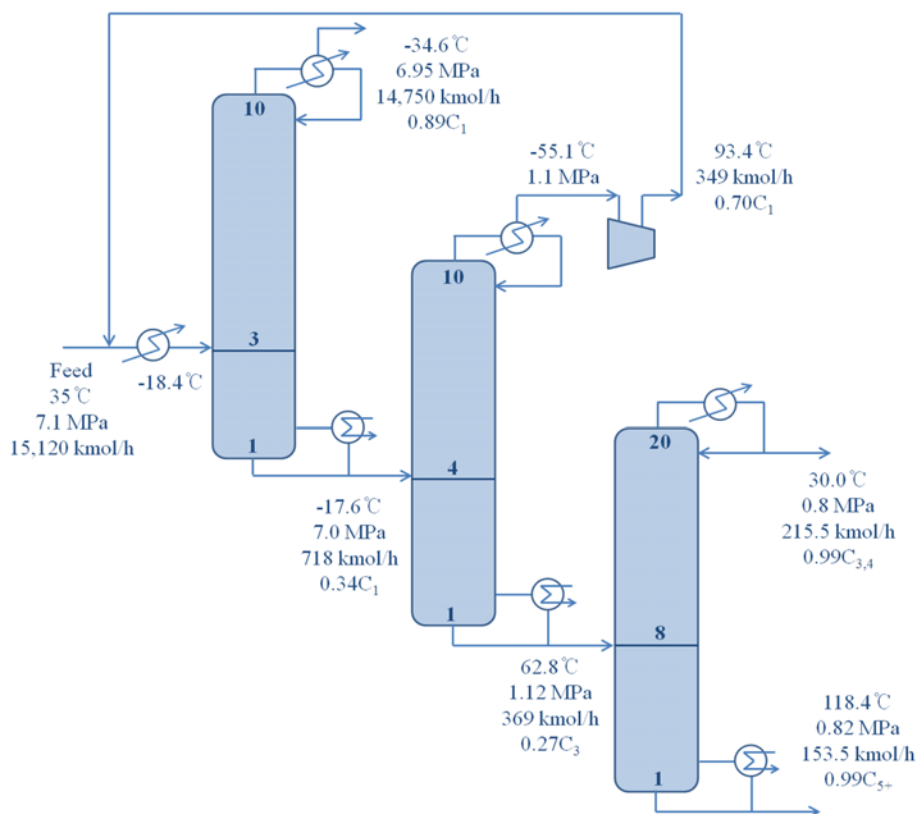 -34.6℃
6.95 MPa
14,750 kmol/h
0.89C₁
10
3
1
Feed
35℃
7.1 MPa
15,120 kmol/h
-18.4℃
-55.1℃
1.1 MPa
93.4℃
349 kmol/h
0.70C₁
10
4
1
-17.6℃
7.0 MPa
718 kmol/h
0.34C₁
20
8
1
62.8℃
1.12 MPa
369 kmol/h
0.27C₃
30.0℃
0.8 MPa
215.5 kmol/h
0.99C₃,₄
118.4℃
0.82 MPa
153.5 kmol/h
0.99C₅₊